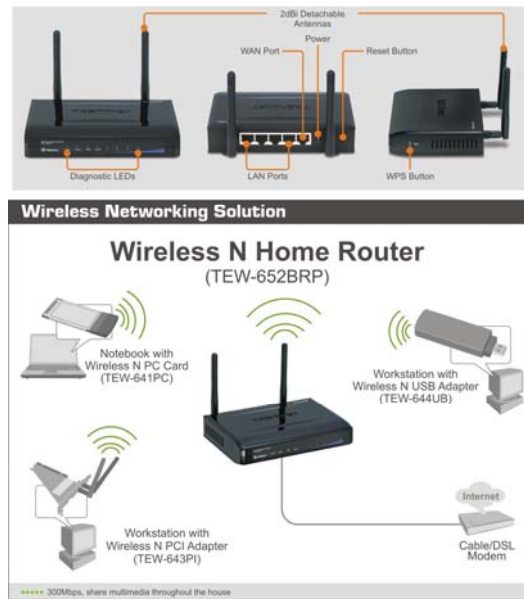 2dBi Detachable
Antennas
Power
WAN Port
Reset Button
Diagnostic LEDs
LAN Ports
WPS Button
Wireless Networking Solution
Wireless N Home Router
(TEW-652BRP)
Notebook with
Wireless N PC Card
(TEW-641PC)
Workstation with
Wireless N USB Adapter
(TEW-644UB)
Workstation with
Wireless N PCI Adapter
(TEW-643PI)
Internet
Cable/DSL
Modem
300Mbps, share multimedia throughout the house